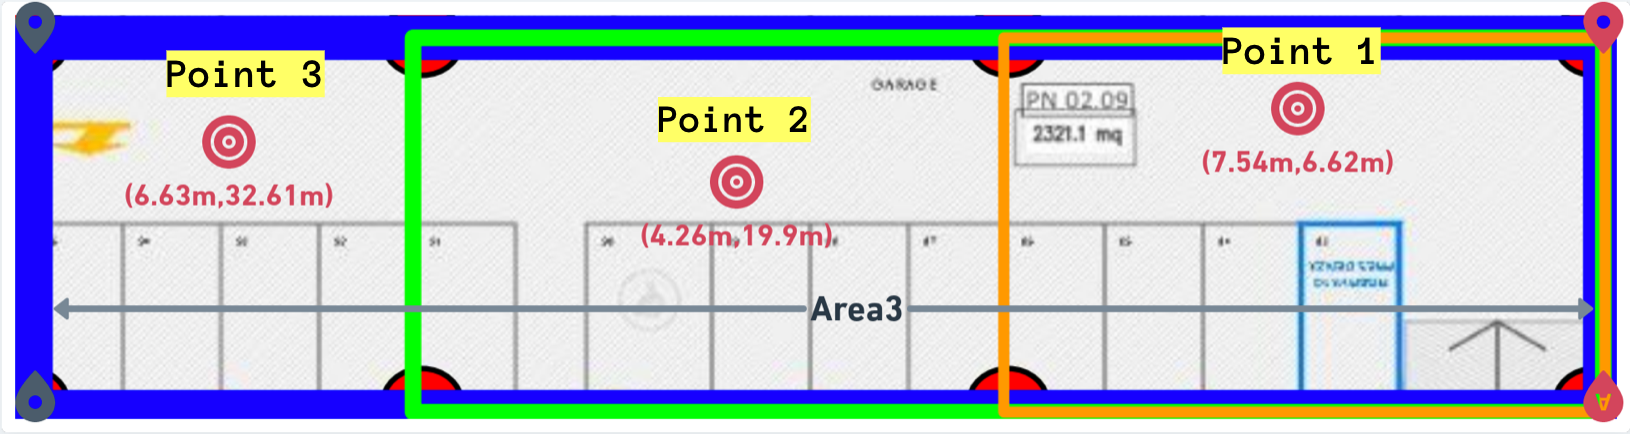 Point 1
Point 3
GARAGE
PN 02.09
2321.1 mq
Point 2
(7.54m,6.62m)
(6.63m,32.61m)
(4.26m,19.9m)
Area3
A